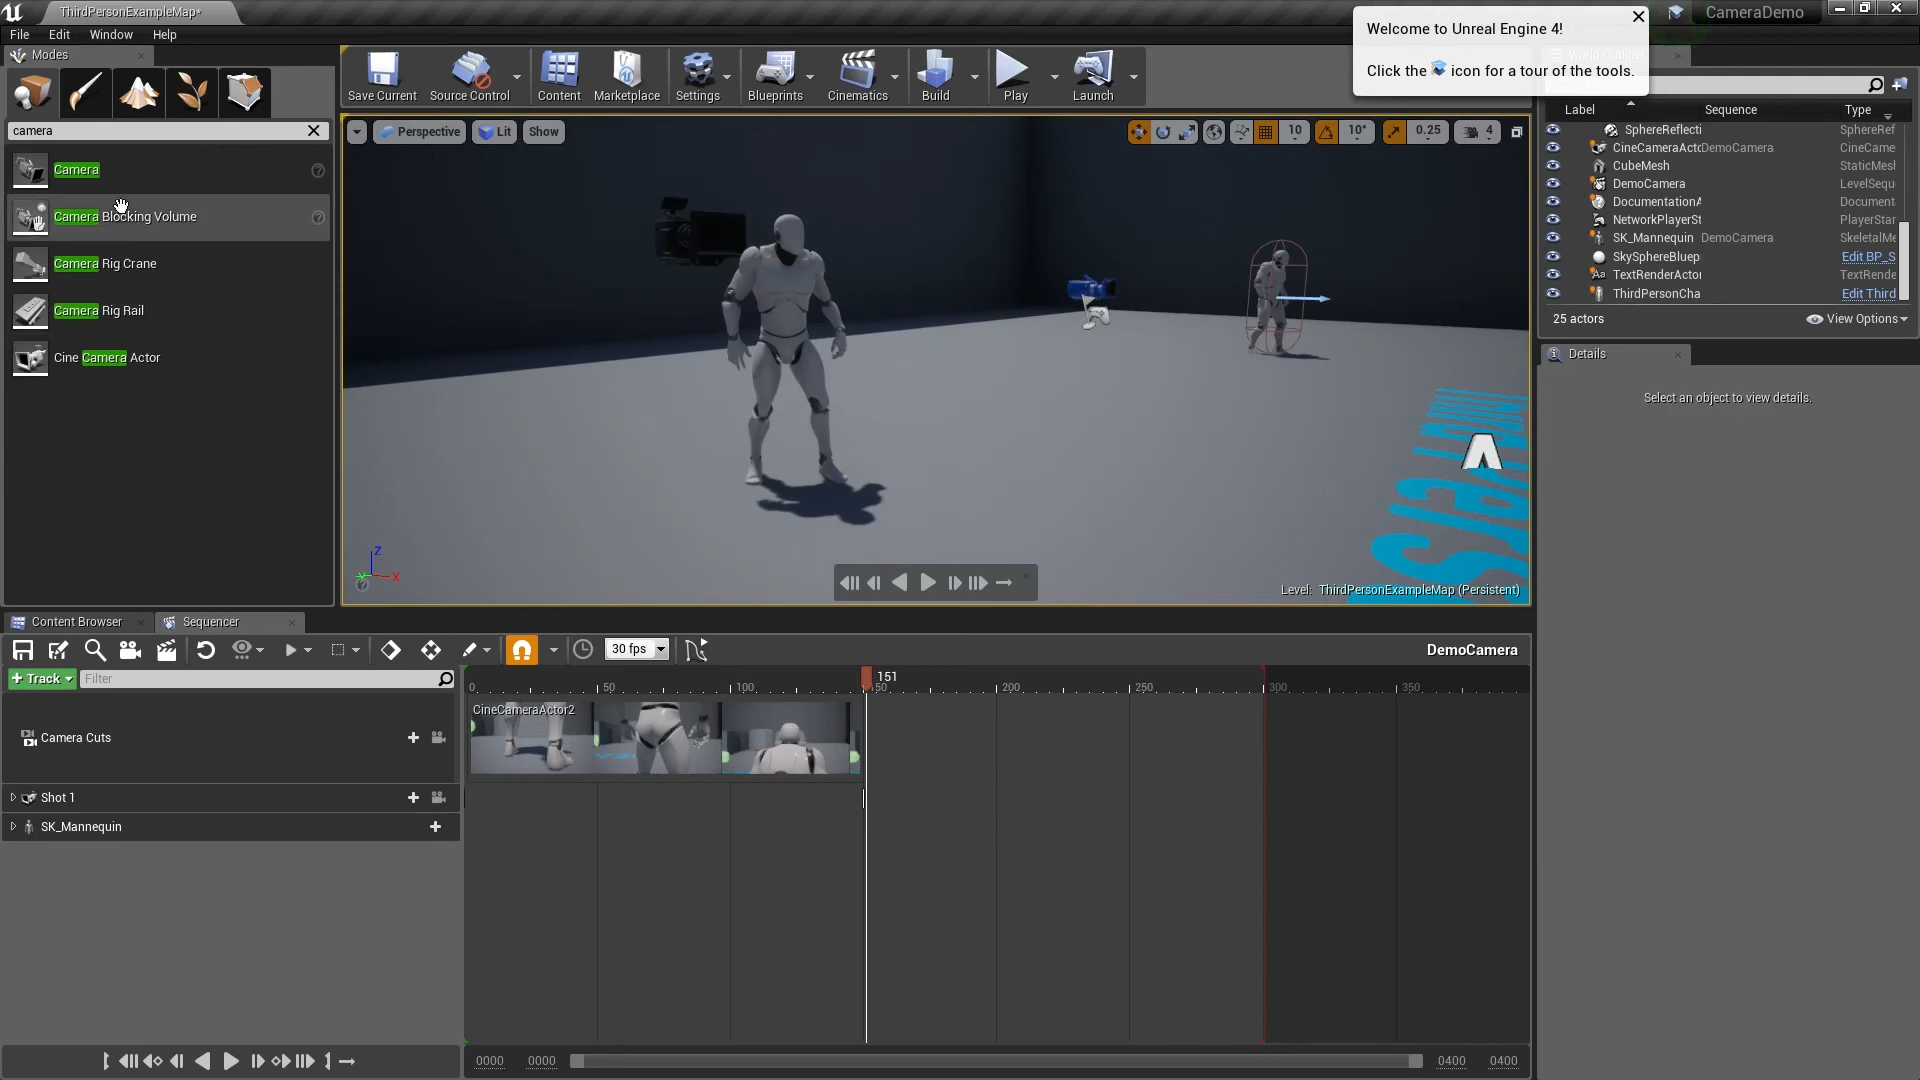 ThirdPersonExampleMap*
CameraDemo
File Edit Window Help
Welcome to Unreal Engine 4!
Click the icon for a tour of the tools.
Modes
Save Current
Source Control
Content
Marketplace
Settings
Blueprints
Cinematics
Build
Play
Launch
camera
Camera
Camera Blocking Volume
Camera Rig Crane
Camera Rig Rail
Cine Camera Actor
Perspective Lit Show
10 10° 0.25 4
Level: ThirdPersonExampleMap (Persistent)
Z
X
Label Sequence Type
SphereReflecti SphereRef
CineCameraActo DemoCamera CineCame
CubeMesh StaticMesh
DemoCamera LevelSequ
DocumentationA Document
NetworkPlayerSt PlayerStar
SK_Mannequin DemoCamera SkeletalMe
SkySphereBluep Edit BP_S
TextRenderActor TextRende
ThirdPersonCha Edit Third
25 actors
View Options
Details
Select an object to view details.
Content Browser
Sequencer
30 fps
DemoCamera
+ Track
Filter
151
0 50 100 150 200 250 300 350
CineCameraActor2
Camera Cuts
Shot 1
SK_Mannequin
0000 0000 0400 0400